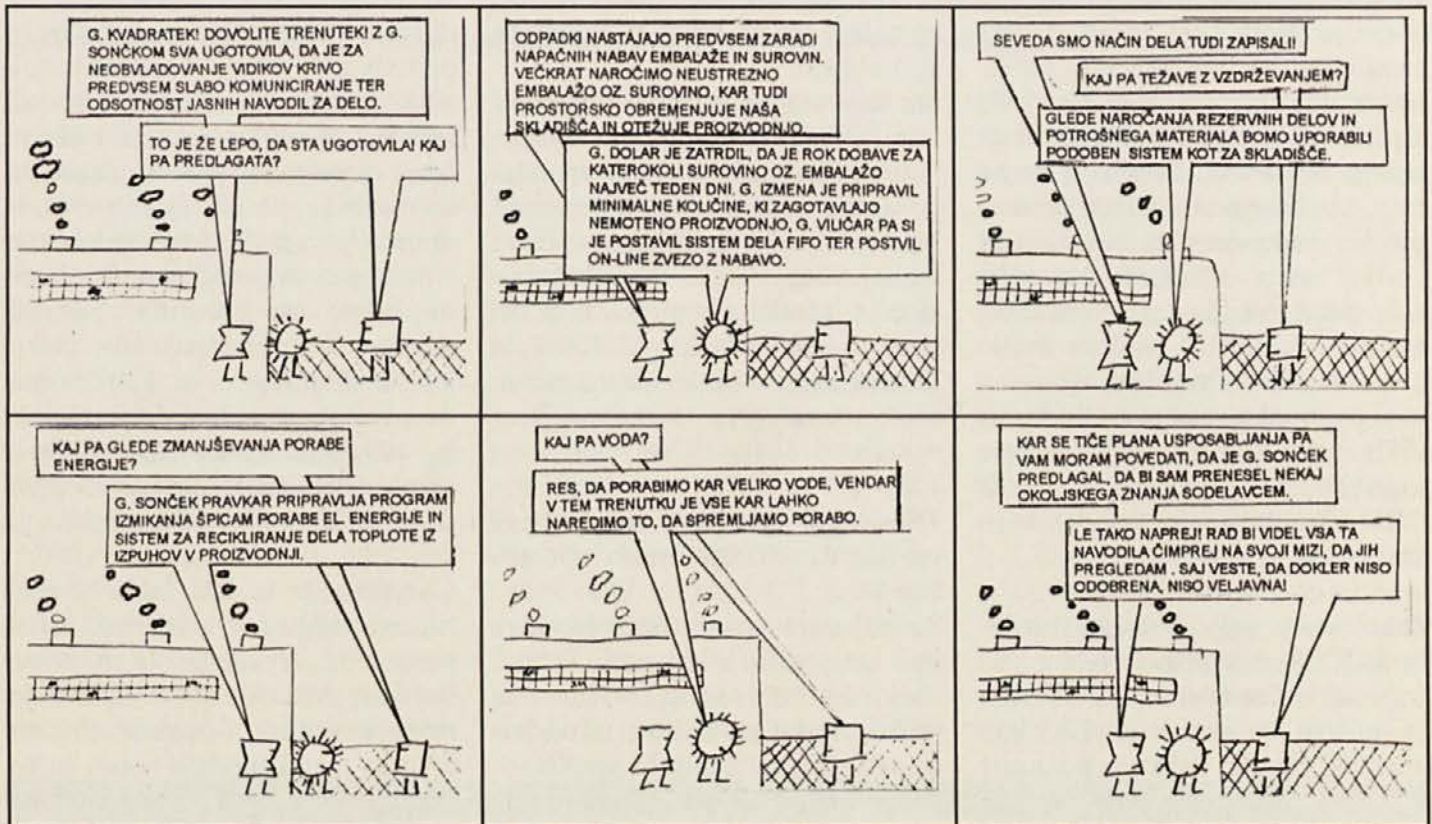 G. KVADRATEK! DOVOLITE TRENUTEK! Z G.
SONČKOM SVA UGOTOVILA, DA JE ZA
NEOBVLADOVANJE VIDIKOV KRIVO
PREDVSEM SLABO KOMUNICIRANJE TER
ODSOTNOST JASNIH NAVODIL ZA DELO.
TO JE ŽE LEPO, DA STA UGOTOVILA! KAJ
PA PREDLAGATA?
ODPADKI NASTAJAJO PREDVSEM ZARADI
NAPAČNIH NABAV EMBALAŽE IN SUROVIN.
VEČKRAT NAROČIMO NEUSTREZNO
EMBALAŽO OZ. SUROVINO, KAR TUDI
PROSTORSKO OBREMENJUJE NAŠA
SKLADIŠČA IN OTEŽUJE PROIZVODNJO.
G. DOLAR JE ZATRDIL, DA JE ROK DOBAVE ZA
KATEROKOLI SUROVINO OZ. EMBALAŽO
NAJVEČ TEDEN DNI. G. IZMENA JE PRIPRAVIL
MINIMALNE KOLIČINE, KI ZAGOTAVLAJO
NEMOTENO PROIZVODNJO, G. VILIČAR PA SI
JE POSTAVIL SISTEM DELA FIFO TER POSTVIL
ON-LINE ZVEZO Z NABAVO.
SEVEDA SMO NAČIN DELA TUDI ZAPISALI!
KAJ PA TEŽAVE Z VZDRŽEVANJEM?
GLEDE NAROČANJA REZERVNIH DELOV IN
POTROŠNEGA MATERIALA BOMO UPORABILI
PODOBEN SISTEM KOT ZA SKLADIŠČE.
KAJ PA GLEDE ZMANJŠEVANJA PORABE
ENERGIJE?
G. SONČEK PRAVKAR PRIPRAVLJA PROGRAM
IZMIKANJA ŠPICAM PORABE EL. ENERGIJE IN
SISTEM ZA RECIKLIRANJE DELA TOPLOTE IZ
IZPUHOV V PROIZVODNJI.
KAJ PA VODA?
RES, DA PORABIMO KAR VELIKO VODE, VENDAR
V TEM TRENUTKU JE VSE KAR LAHKO
NAREDIMO TO, DA SPREMLJAMO PORABO.
KAR SE TIČE PLANA USPOSABLJANJA PA
VAM MORAM POVEDATI, DA JE G. SONČEK
PREDLAGAL, DA BI SAM PRENESEL NEKAJ
OKOLJSKEGA ZNANJA SODELAVCEM.
LE TAKO NAPREJ! RAD BI VIDEL VSA TA
NAVODILA ČIMPREJ NA SVOJI MIZI, DA JIH
PREGLEDAM . SAJ VESTE, DA DOKLER NISO
ODOBRENA, NISO VELJAVNA!